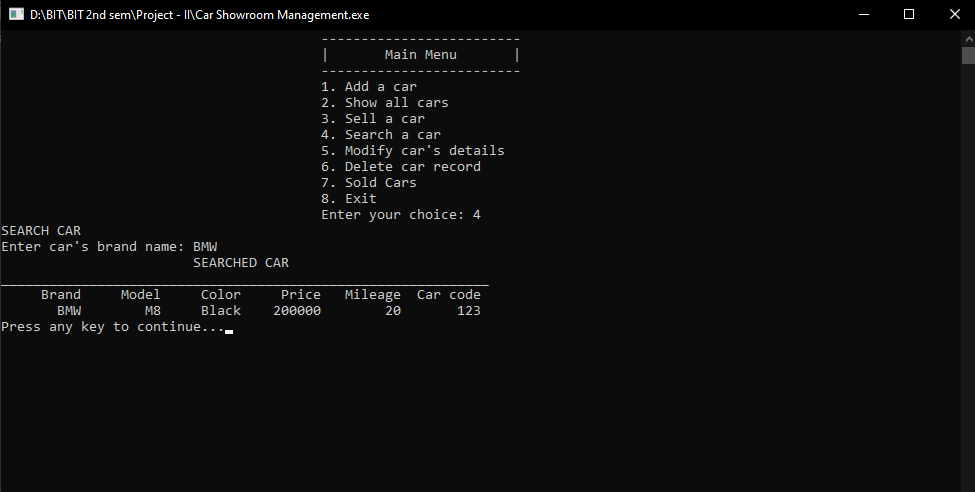 D:\BIT\BIT 2nd sem\Project - II\Car Showroom Management.exe
-------------------------
|       Main Menu       |
-------------------------
1. Add a car
2. Show all cars
3. Sell a car
4. Search a car
5. Modify car's details
6. Delete car record
7. Sold Cars
8. Exit
Enter your choice: 4
SEARCH CAR
Enter car's brand name: BMW
SEARCHED CAR
_____________________________________________________________
Brand     Model     Color     Price   Mileage  Car code
BMW        M8     Black    200000        20       123
Press any key to continue..._